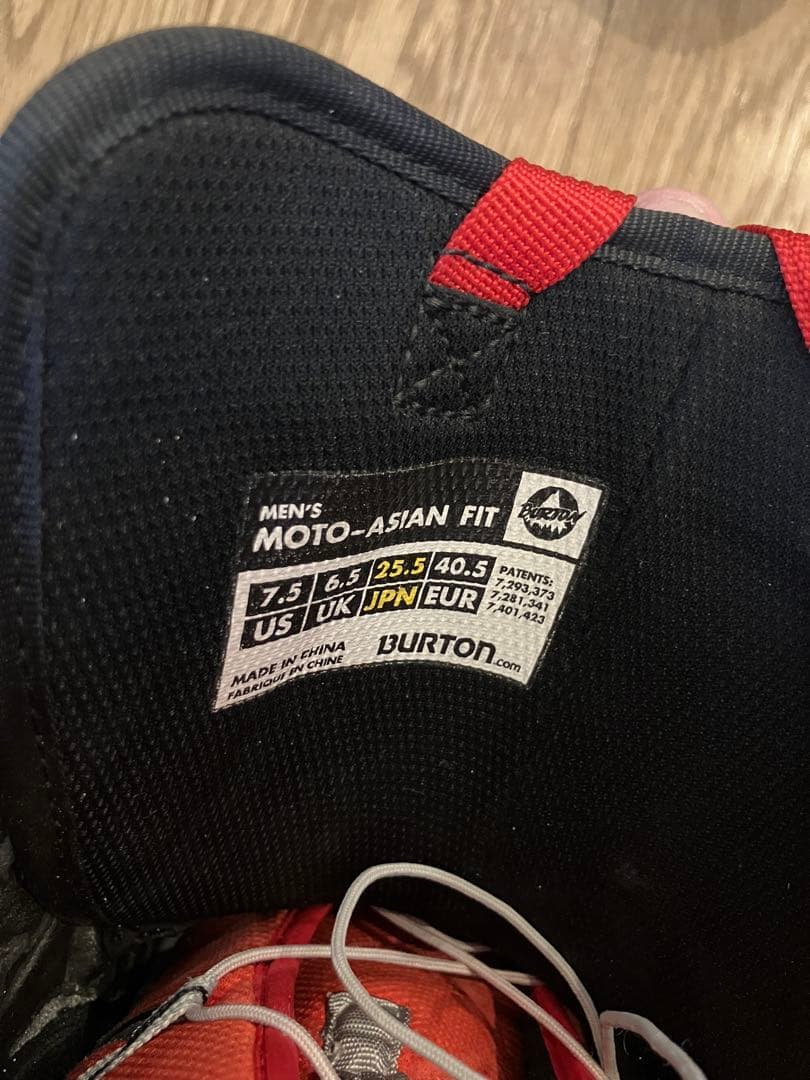 MEN'S
MOTO-ASIAN FIT
BURTON
7.5 6.5 25.5 40.5
US UK JPN EUR
PATENTS:
7,293,373
7,281,341
7,401,423
MADE IN CHINA
FABRIQUÉ EN CHINE
BURTON.com